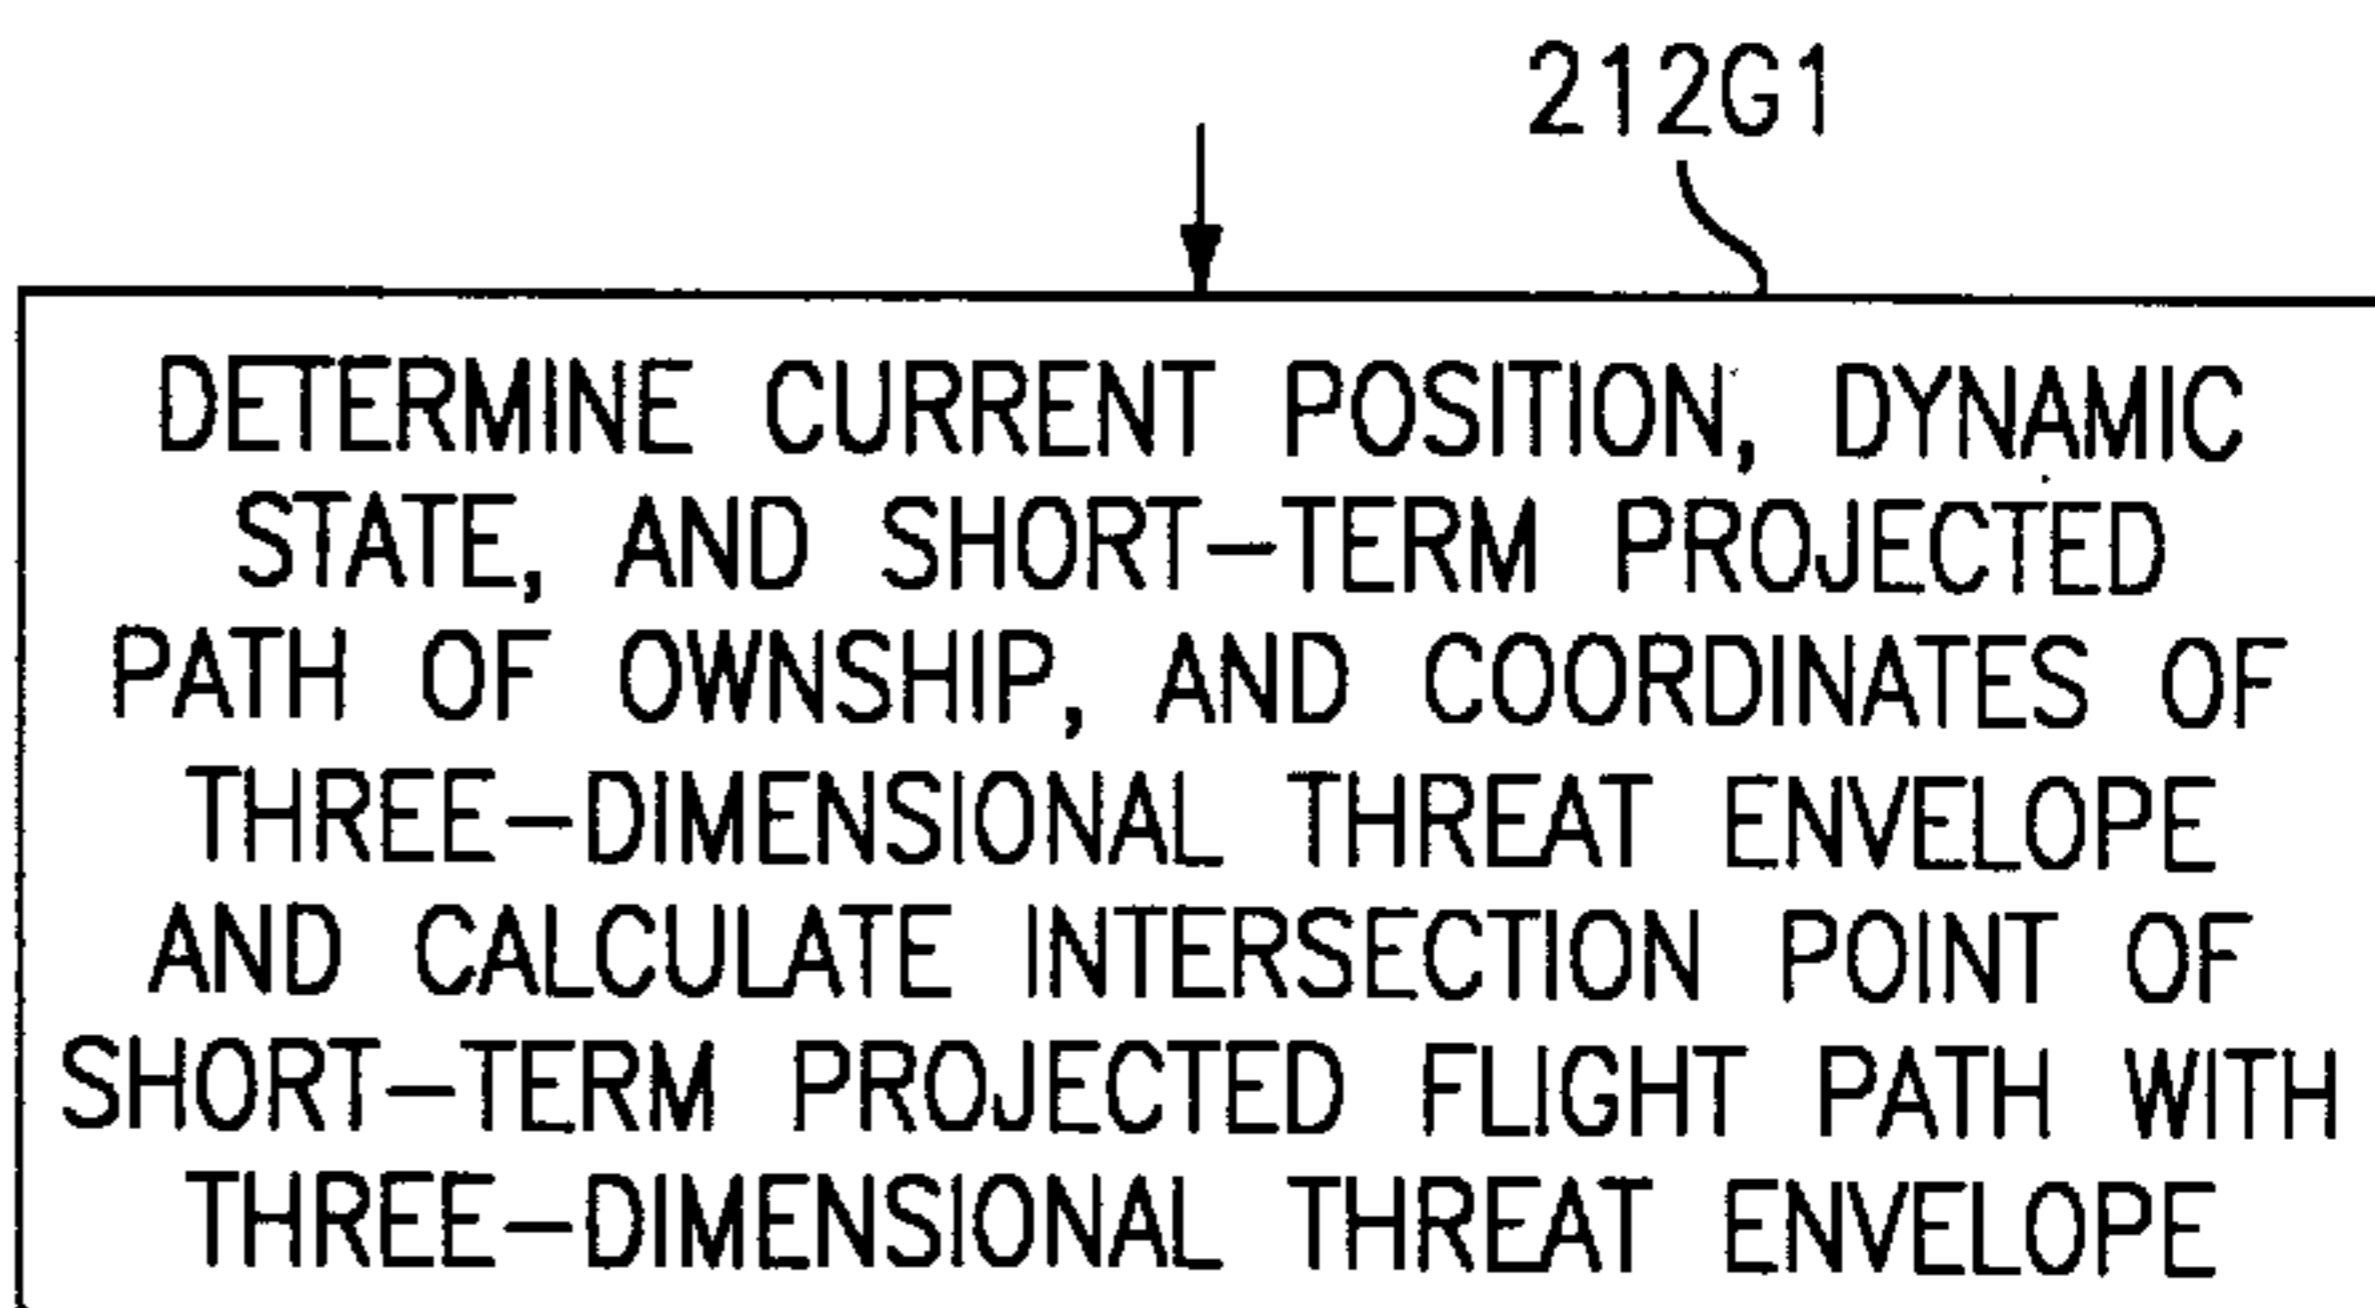 212G1
DETERMINE CURRENT POSITION, DYNAMIC
STATE, AND SHORT-TERM PROJECTED
PATH OF OWNSHIP, AND COORDINATES OF
THREE-DIMENSIONAL THREAT ENVELOPE
AND CALCULATE INTERSECTION POINT OF
SHORT-TERM PROJECTED FLIGHT PATH WITH
THREE-DIMENSIONAL THREAT ENVELOPE